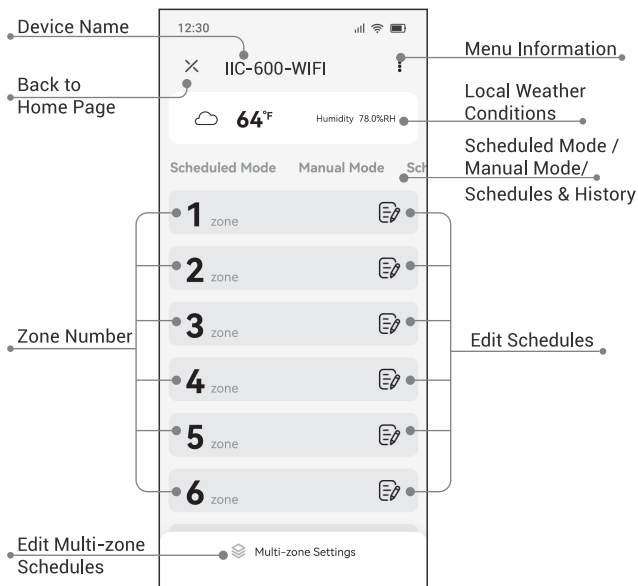 Device Name
12:30
Menu Information
IIC-600-WIFI
Back to
Home Page
Local Weather
Conditions
64°F
Humidity 78.0%RH
Scheduled Mode /
Manual Mode/
Schedules & History
Scheduled Mode Manual Mode Sch
1 zone
2 zone
3 zone
4 zone
5 zone
6 zone
Zone Number
Edit Schedules
Edit Multi-zone
Schedules
Multi-zone Settings